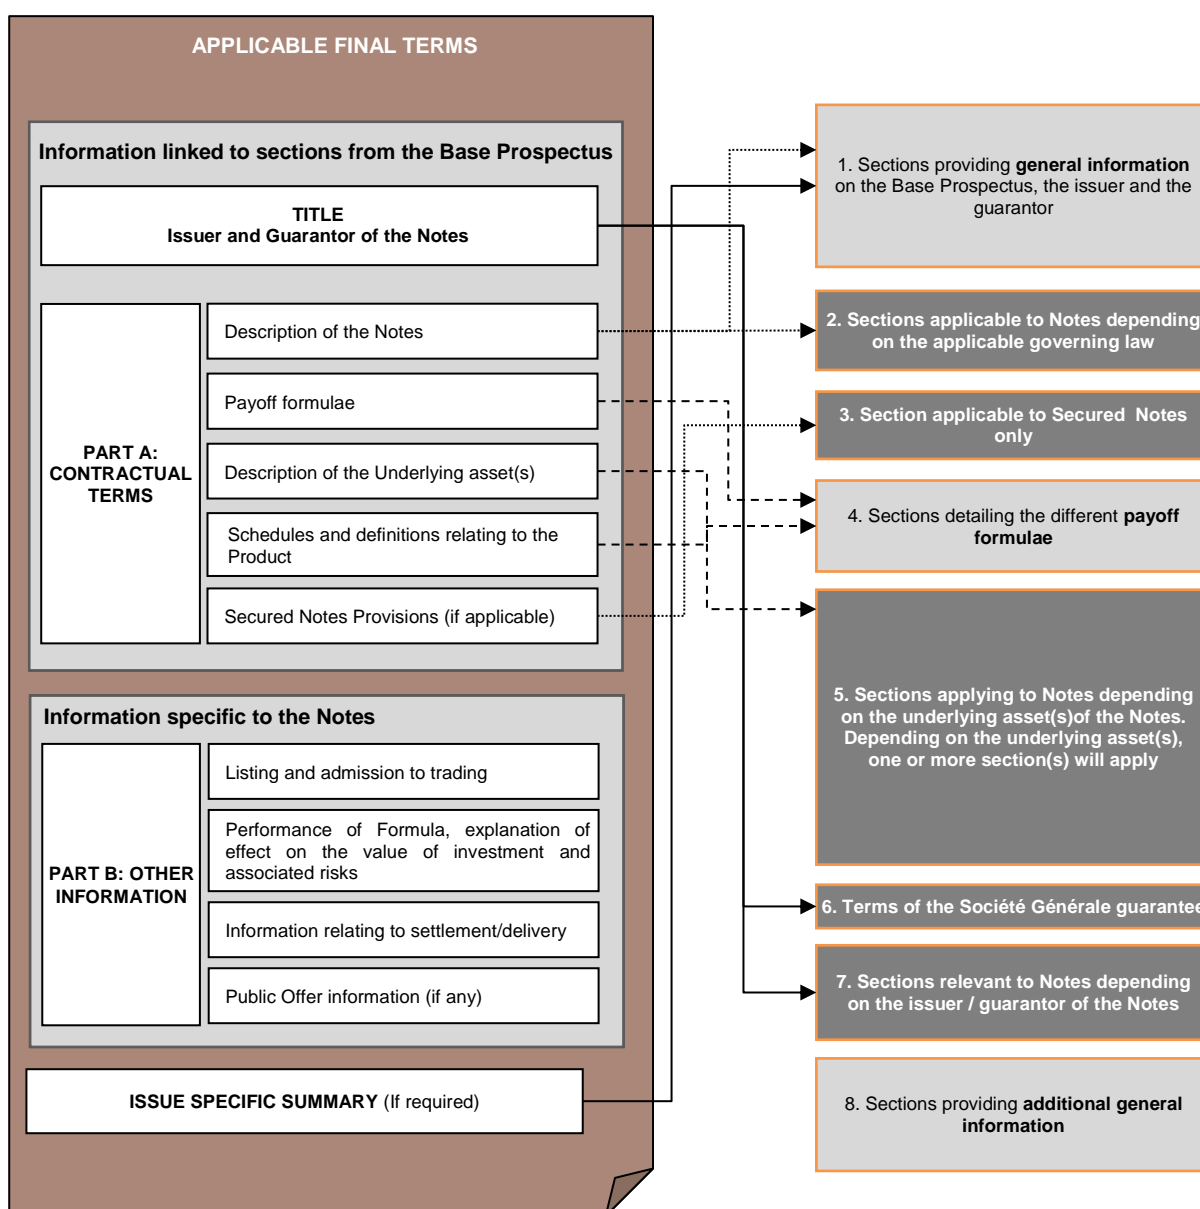 APPLICABLE FINAL TERMS
Information linked to sections from the Base Prospectus
TITLE
Issuer and Guarantor of the Notes
PART A:
CONTRACTUAL
TERMS
Description of the Notes
Payoff formulae
Description of the Underlying asset(s)
Schedules and definitions relating to the
Product
Secured Notes Provisions (if applicable)
Information specific to the Notes
PART B: OTHER
INFORMATION
Listing and admission to trading
Performance of Formula, explanation of
effect on the value of investment and
associated risks
Information relating to settlement/delivery
Public Offer information (if any)
ISSUE SPECIFIC SUMMARY (If required)
1. Sections providing general information
on the Base Prospectus, the issuer and the
guarantor
2. Sections applicable to Notes depending
on the applicable governing law
3. Section applicable to Secured Notes
only
4. Sections detailing the different payoff
formulae
5. Sections applying to Notes depending
on the underlying asset(s)of the Notes.
Depending on the underlying asset(s),
one or more section(s) will apply
6. Terms of the Société Générale guarantee
7. Sections relevant to Notes depending
on the issuer / guarantor of the Notes
8. Sections providing additional general
information